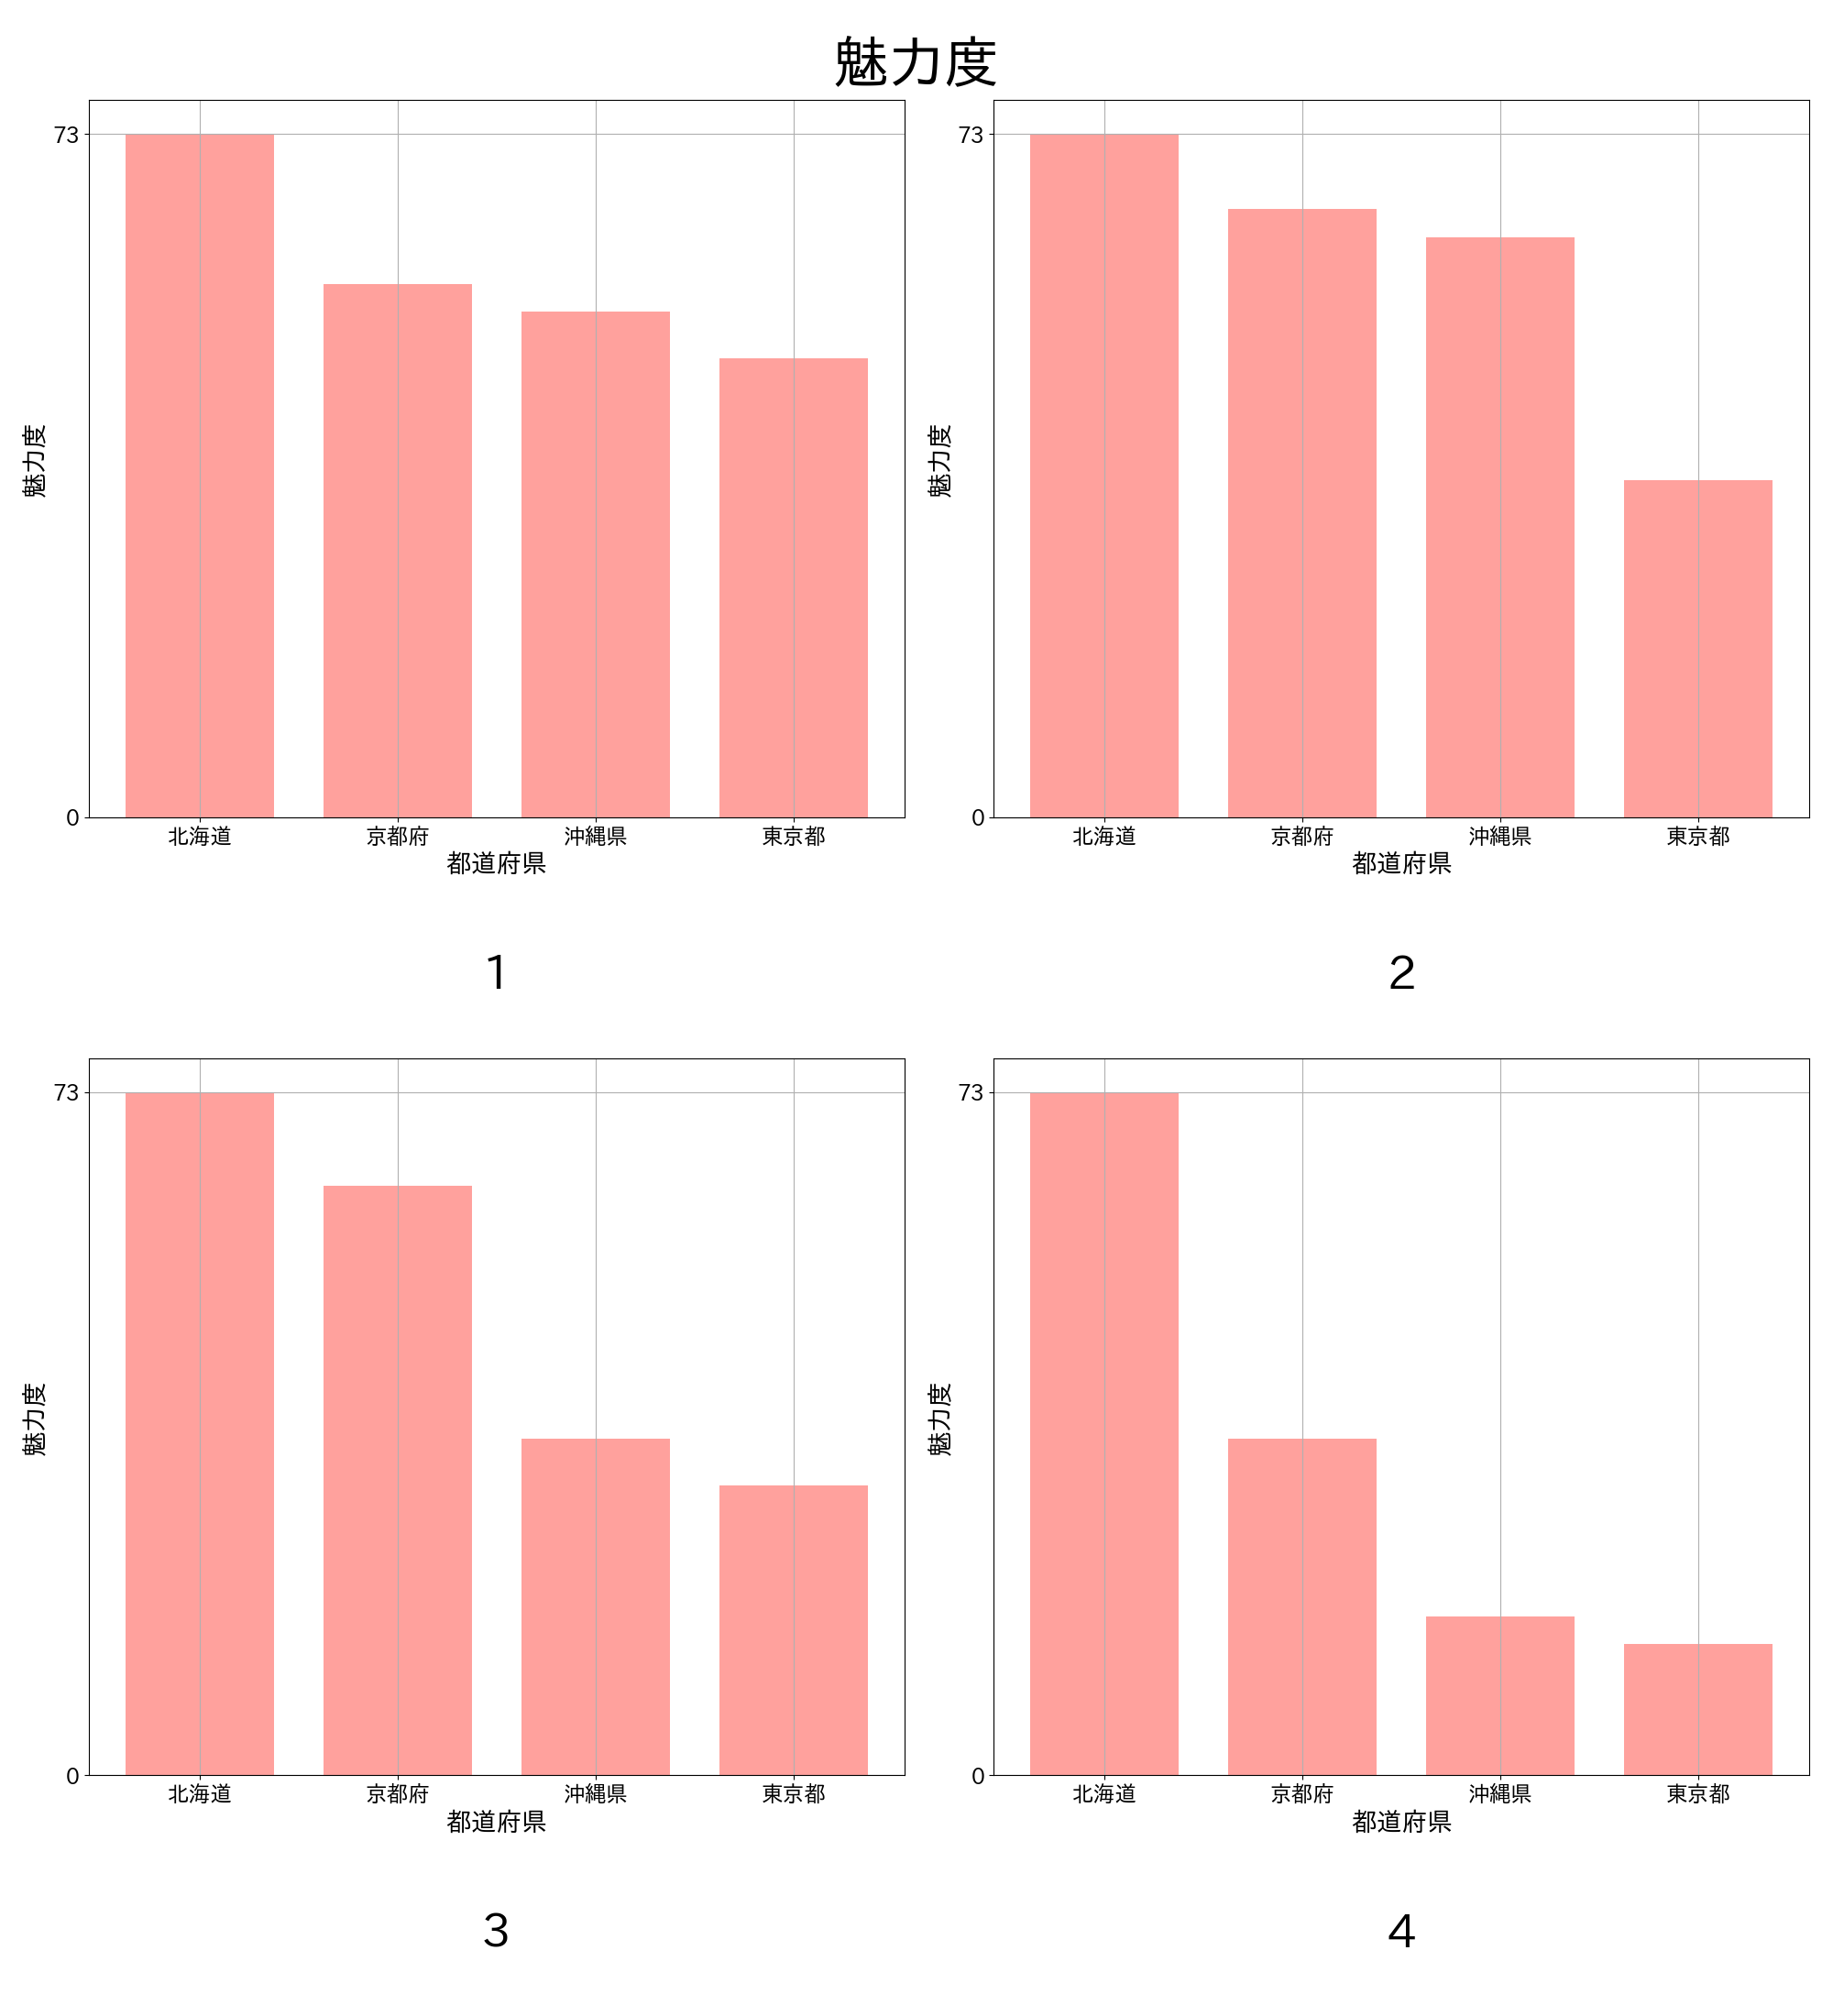 魅力度
73
0
魅力度
北海道 京都府 沖縄県 東京都
都道府県
1
73
0
魅力度
北海道 京都府 沖縄県 東京都
都道府県
2
73
0
魅力度
北海道 京都府 沖縄県 東京都
都道府県
3
73
0
魅力度
北海道 京都府 沖縄県 東京都
都道府県
4